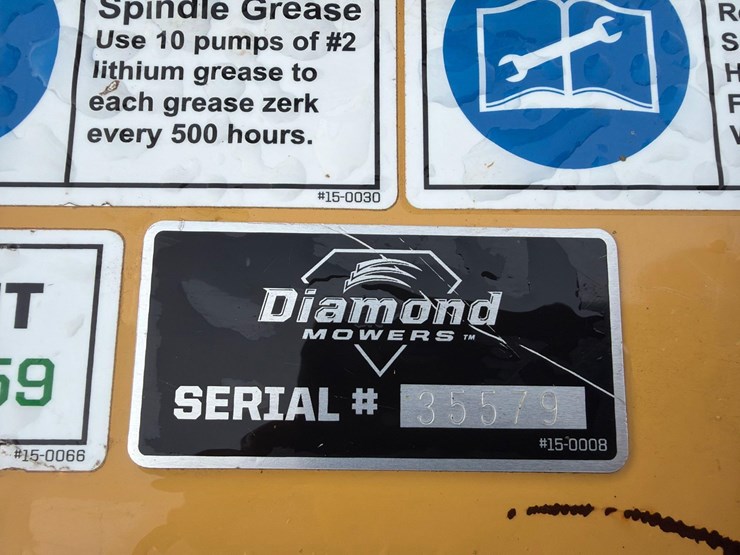 Spindle Grease
Use 10 pumps of #2
lithium grease to
each grease zerk
every 500 hours.
#15-0030
R
S
H
F
V
T
59
#15-0066
Diamond
MOWERS™
SERIAL # 35579
#15-0008